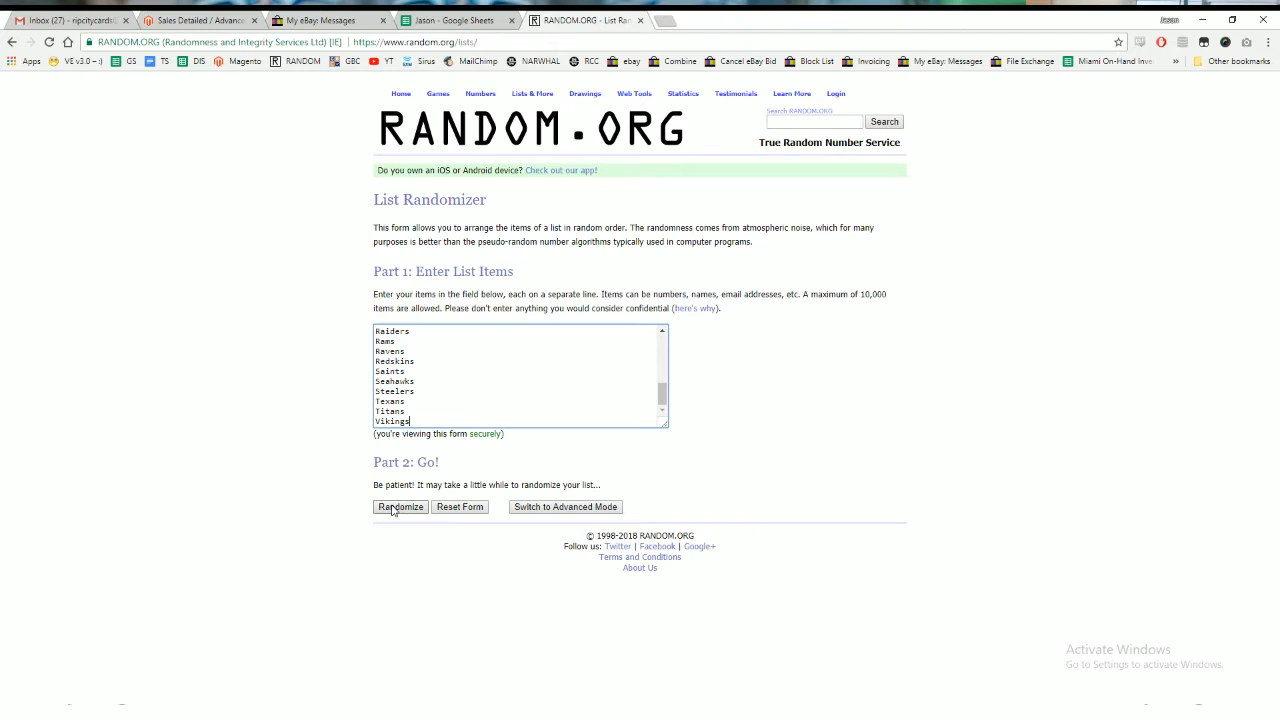 Inbox (27) - ripcitycards
Sales Detailed / Advance
My eBay: Messages
Jason - Google Sheets
RANDOM.ORG - List Ran
RANDOM.ORG (Randomness and Integrity Services Ltd) [IE] https://www.random.org/lists/
Apps VE v3.0 – :) GS TS DIS Magento RANDOM GBC YT Sirus MailChimp NARWHAL RCC ebay Combine Cancel eBay Bid Block List Invoicing My eBay: Messages File Exchange Miami On-Hand Inve » Other bookmarks
Home Games Numbers Lists & More Drawings Web Tools Statistics Testimonials Learn More Login
RANDOM.ORG
Search RANDOM.ORG
Search
True Random Number Service
Do you own an iOS or Android device? Check out our app!
List Randomizer
This form allows you to arrange the items of a list in random order. The randomness comes from atmospheric noise, which for many
purposes is better than the pseudo-random number algorithms typically used in computer programs.
Part 1: Enter List Items
Enter your items in the field below, each on a separate line. Items can be numbers, names, email addresses, etc. A maximum of 10,000
items are allowed. Please don't enter anything you would consider confidential (here's why).
Raiders
Rams
Ravens
Redskins
Saints
Seahawks
Steelers
Texans
Titans
Vikings
(you're viewing this form securely)
Part 2: Go!
Be patient! It may take a little while to randomize your list...
Randomize Reset Form Switch to Advanced Mode
© 1998-2018 RANDOM.ORG
Follow us: Twitter | Facebook | Google+
Terms and Conditions
About Us
Activate Windows
Go to Settings to activate Windows.